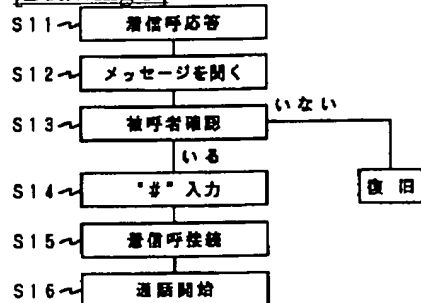 S11 着信呼応答
S12 メッセージを聞く
S13 被呼者確認
いない
いる
S14 "#" 入力
復旧
S15 着信呼接続
S16 通話開始